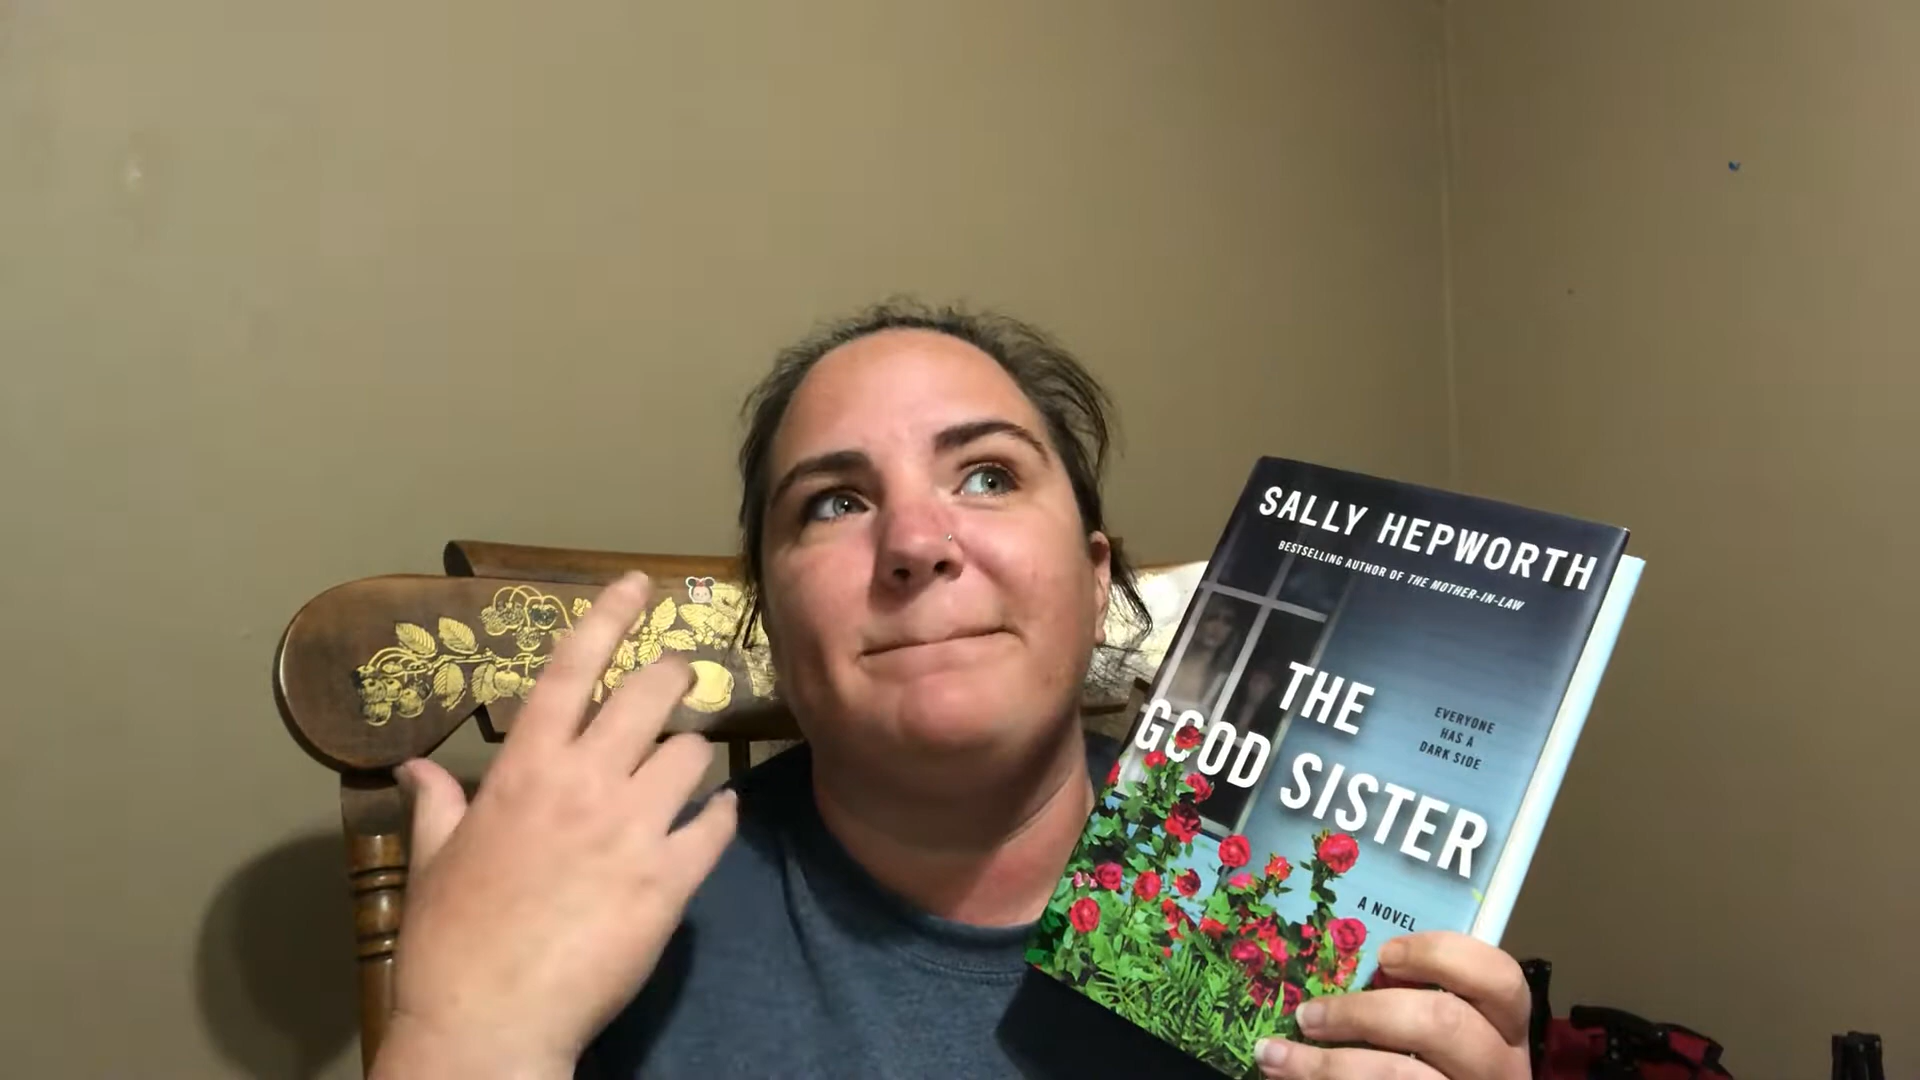 SALLY HEPWORTH
BESTSELLING AUTHOR OF THE MOTHER-IN-LAW
THE
GOOD SISTER
EVERYONE
HAS A
DARK SIDE
A NOVEL